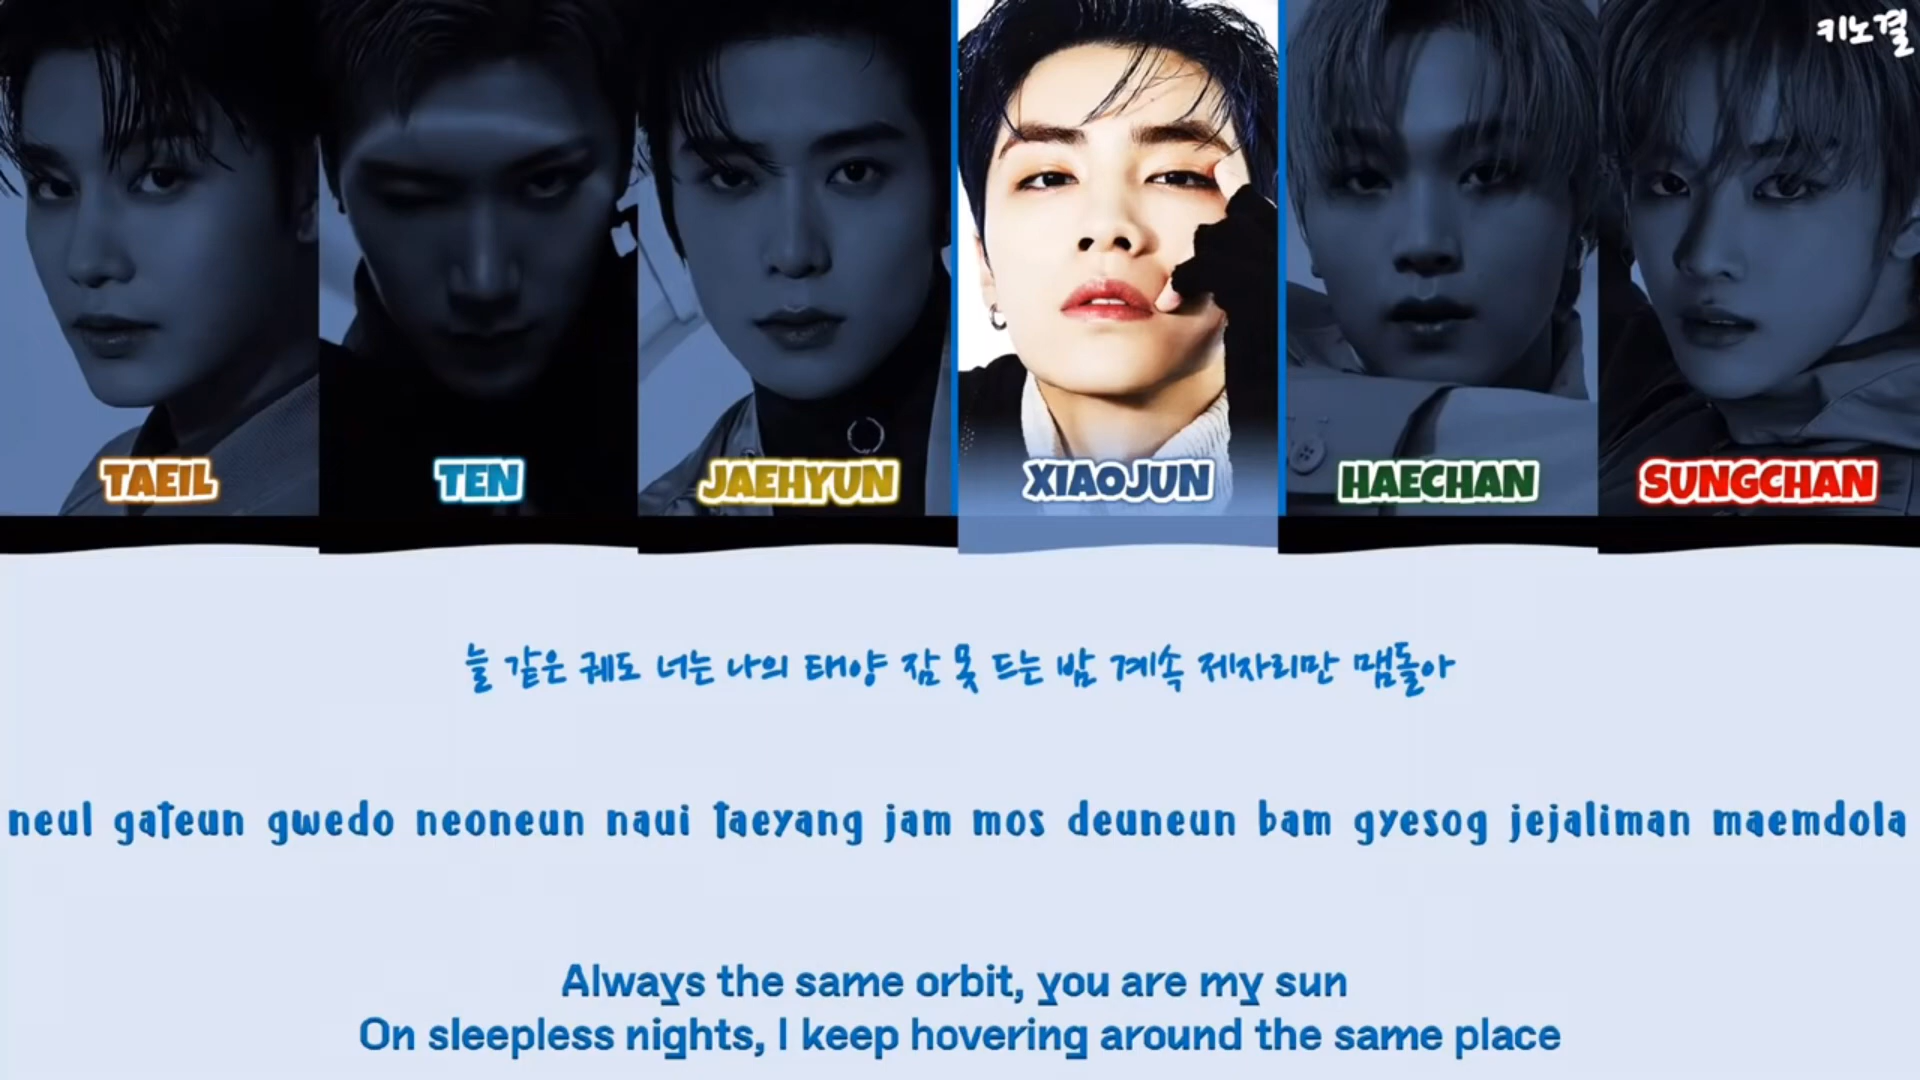 키노결
TAEIL
TEN
JAEHYUN
XIAOJUN
HAECHAN
SUNGCHAN
늘 같은 궤도 너는 나의 태양 잠 못 드는 밤 계속 제자리만 맴돌아
neul gateun gwedo neoneun naui taeyang jam mos deuneun bam gyesog jejaliman maemdola
Always the same orbit, you are my sun
On sleepless nights, I keep hovering around the same place